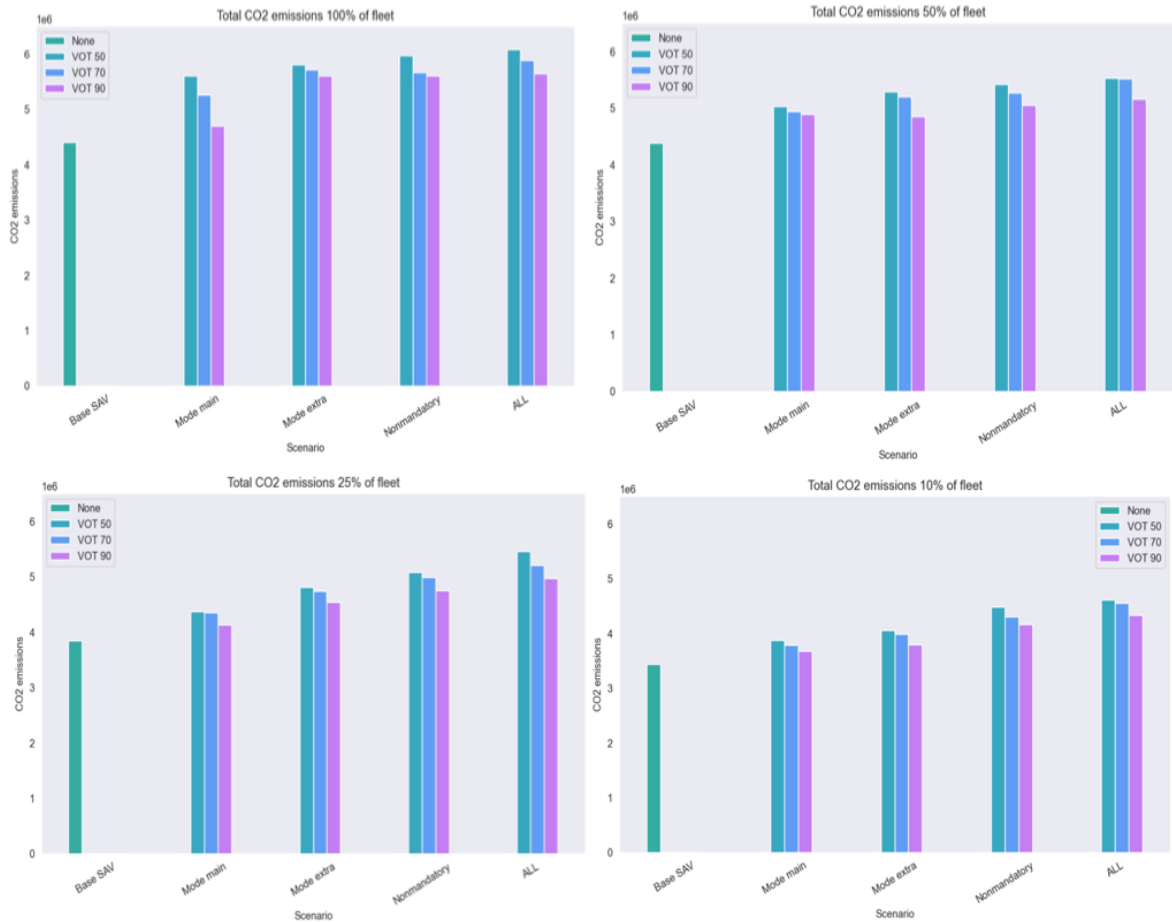 Total CO2 emissions 100% of fleet
1e6
None
VOT 50
VOT 70
VOT 90
CO2 emissions
6
5
4
3
2
1
0
Base SAV
Mode main
Mode extra
Nonmandatory
ALL
Scenario
Total CO2 emissions 50% of fleet
1e6
None
VOT 50
VOT 70
VOT 90
CO2 emissions
6
5
4
3
2
1
0
Base SAV
Mode main
Mode extra
Nonmandatory
ALL
Scenario
Total CO2 emissions 25% of fleet
1e6
None
VOT 50
VOT 70
VOT 90
CO2 emissions
6
5
4
3
2
1
0
Base SAV
Mode main
Mode extra
Nonmandatory
ALL
Scenario
Total CO2 emissions 10% of fleet
1e6
None
VOT 50
VOT 70
VOT 90
CO2 emissions
6
5
4
3
2
1
0
Base SAV
Mode main
Mode extra
Nonmandatory
ALL
Scenario